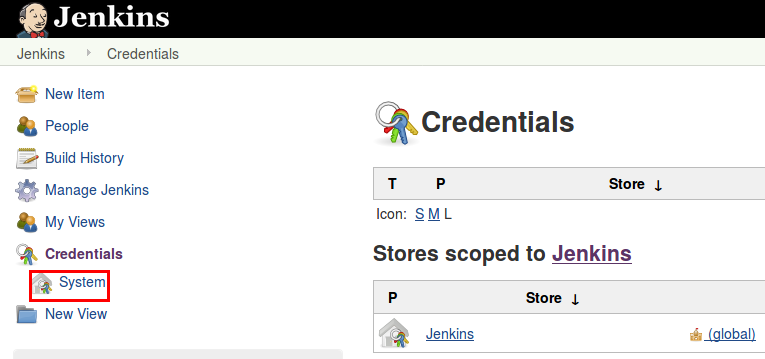 Jenkins
Jenkins Credentials
New Item
People
Build History
Manage Jenkins
My Views
Credentials
System
New View
Credentials
T P Store ↓
Icon: S M L
Stores scoped to Jenkins
P Store ↓
Jenkins (global)